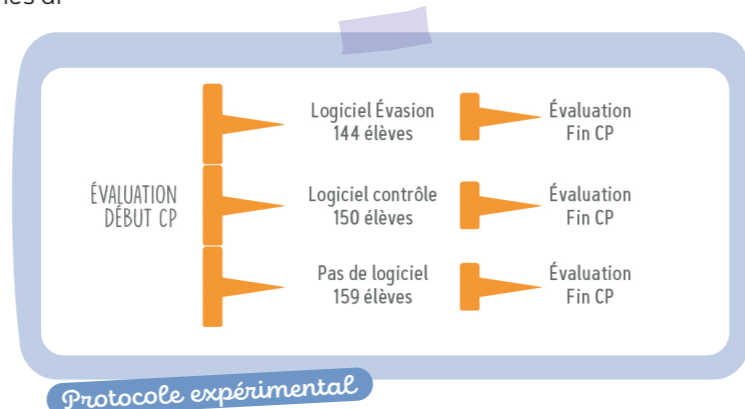 Logiciel Évasion
144 élèves
Évaluation
Fin CP
ÉVALUATION
DÉBUT CP
Logiciel contrôle
150 élèves
Évaluation
Fin CP
Pas de logiciel
159 élèves
Évaluation
Fin CP
Protocole expérimental